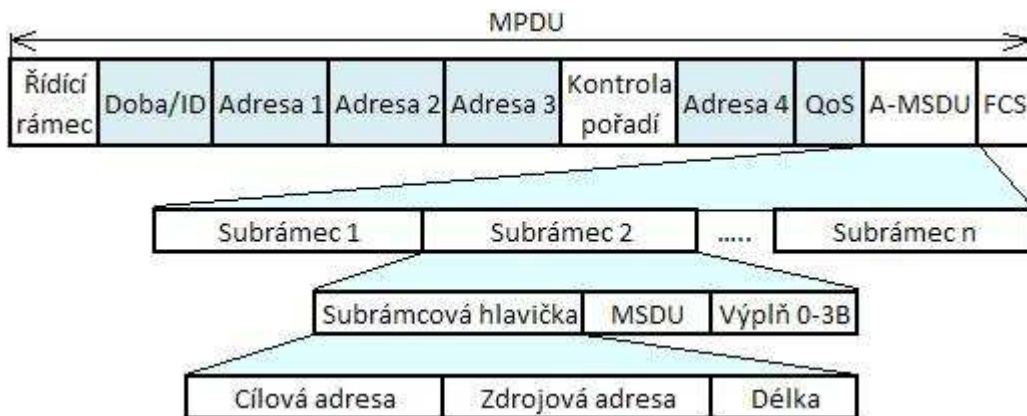 MPDU
Řídící rámec Doba/ID Adresa 1 Adresa 2 Adresa 3 Kontrola pořadí Adresa 4 QoS A-MSDU FCS
Subrámec 1 Subrámec 2 ..... Subrámec n
Subrámcová hlavička MSDU Výplň 0-3B
Cílová adresa Zdrojová adresa Délka